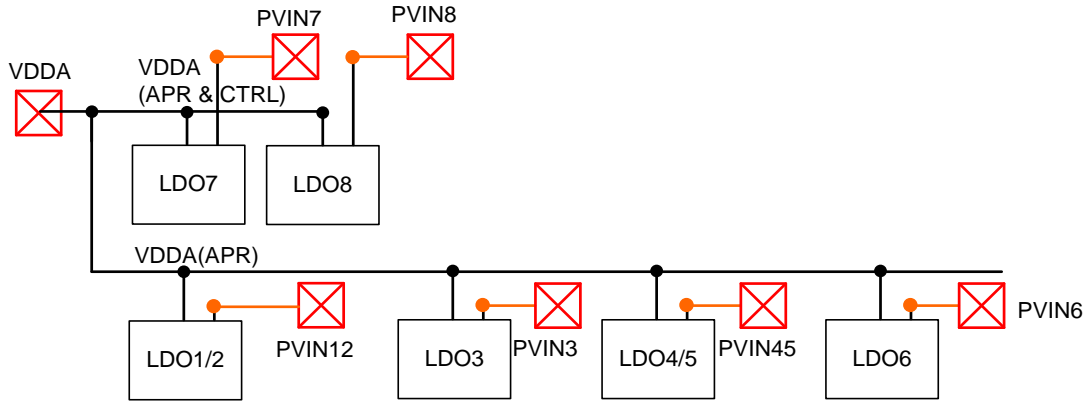 PVIN7
PVIN8
VDDA
VDDA
(APR & CTRL)
LDO7
LDO8
VDDA(APR)
LDO1/2
PVIN12
LDO3
PVIN3
LDO4/5
PVIN45
LDO6
PVIN6